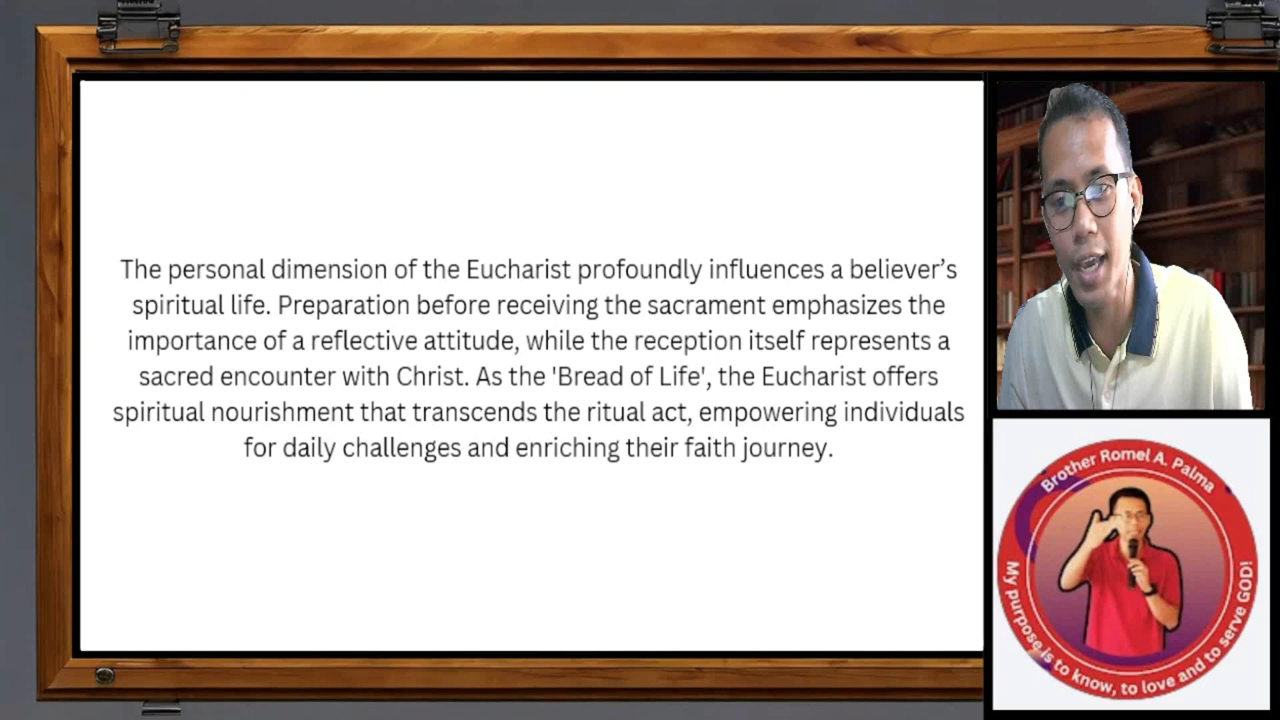 The personal dimension of the Eucharist profoundly influences a believer's
spiritual life. Preparation before receiving the sacrament emphasizes the
importance of a reflective attitude, while the reception itself represents a
sacred encounter with Christ. As the 'Bread of Life', the Eucharist offers
spiritual nourishment that transcends the ritual act, empowering individuals
for daily challenges and enriching their faith journey.
Brother Romel A. Palma
My purpose is to know, to love and to serve GOD!